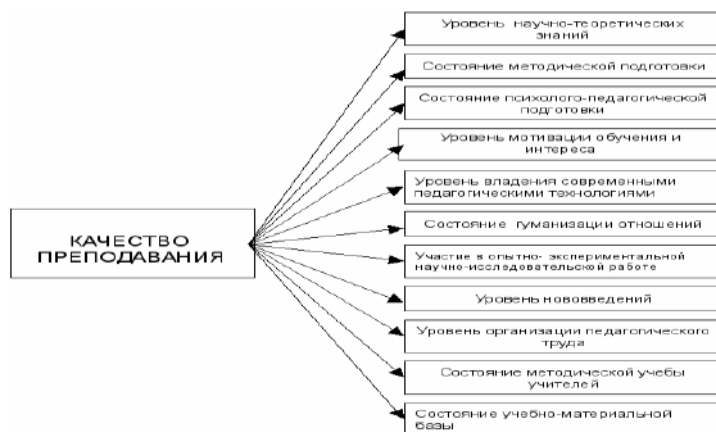 КАЧЕСТВО
ПРЕПОДАВАНИЯ
Уровень научно-теоретических
знаний
Состояние методической подготовки
Состояние психолого-педагогической
подготовки
Уровень мотивации обучения и
интереса
Уровень владения современными
педагогическими технологиями
Состояние гуманизации отношений
Участие в опытно- экспериментальной
научно-исследовательской работе
Уровень нововведений
Уровень организации педагогического
труда
Состояние методической учебы
учителей
Состояние учебно-материальной
базы